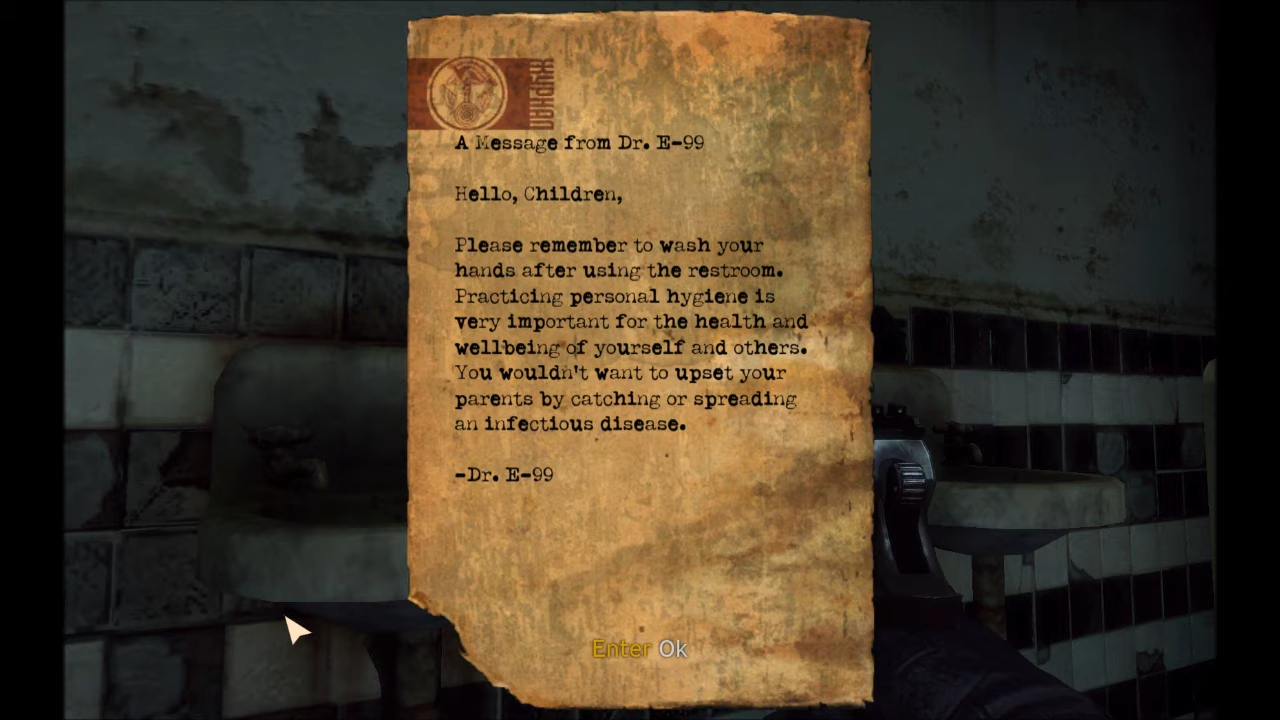 A Message from Dr. E-99
Hello, Children,
Please remember to wash your
hands after using the restroom.
Practicing personal hygiene is
very important for the health and
wellbeing of yourself and others.
You wouldn't want to upset your
parents by catching or spreading
an infectious disease.
-Dr. E-99
Enter Ok